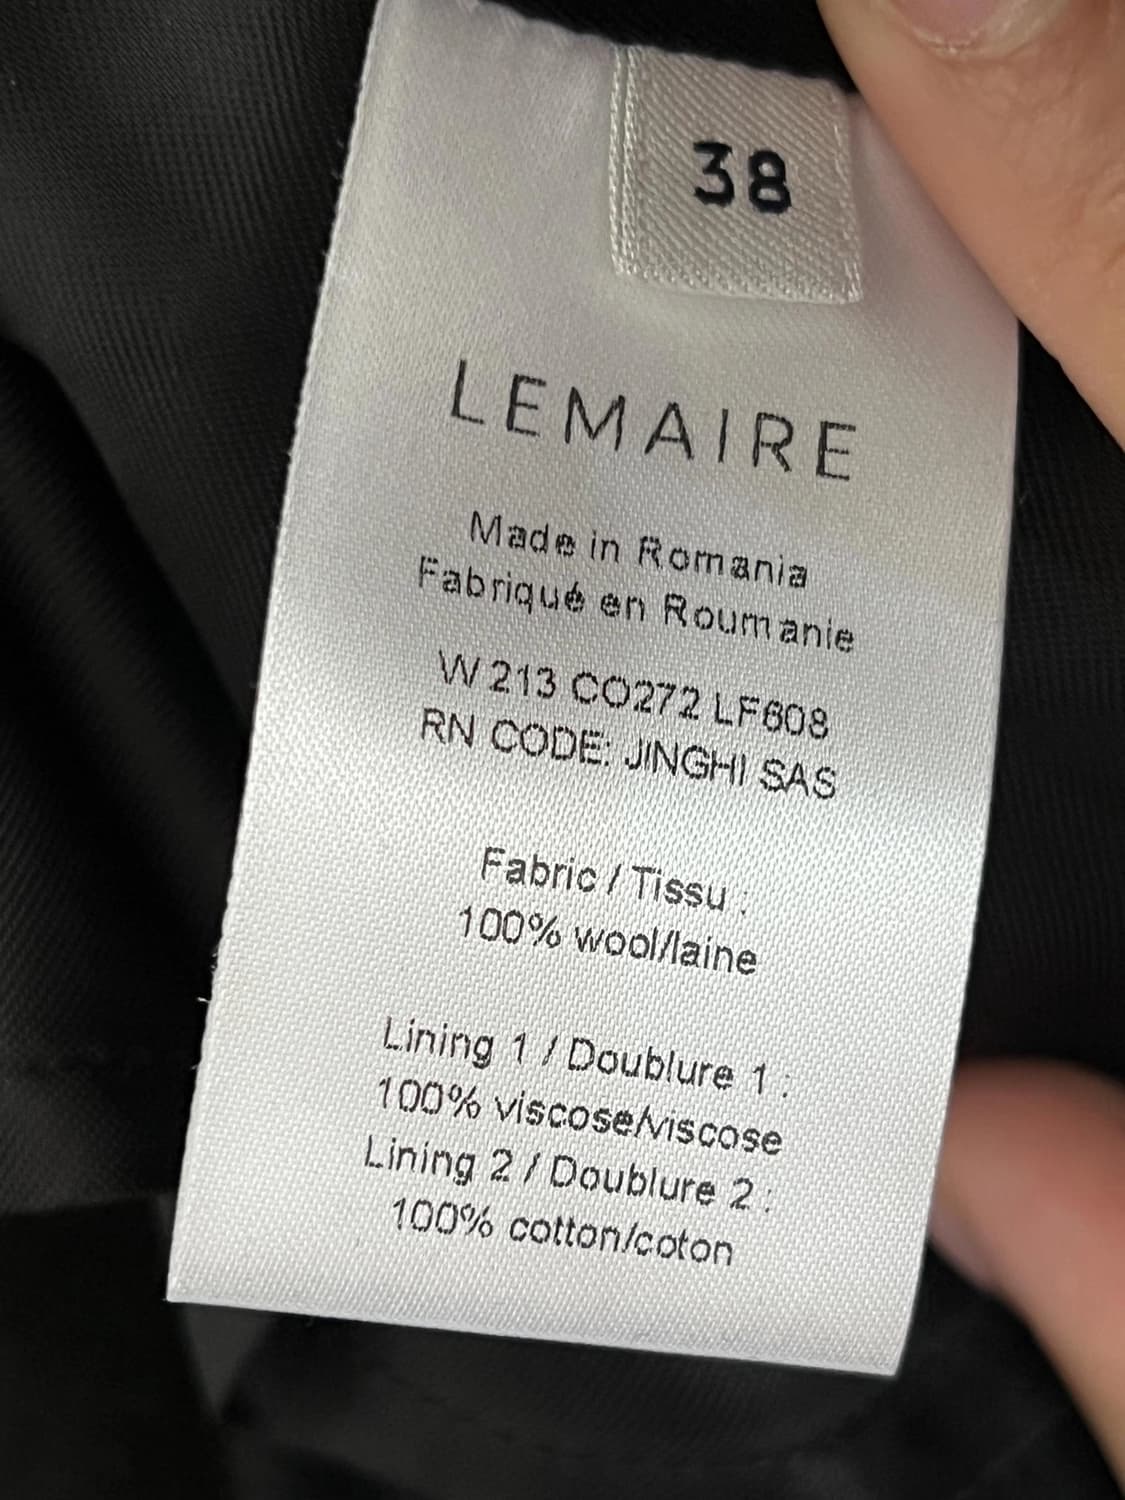 38
LEMAIRE
Made in Romania
Fabriqué en Roumanie
W 213 CO272 LF608
RN CODE: JINGHI SAS
Fabric / Tissu :
100% wool/laine
Lining 1 / Doublure 1 :
100% viscose/viscose
Lining 2 / Doublure 2 :
100% cotton/coton